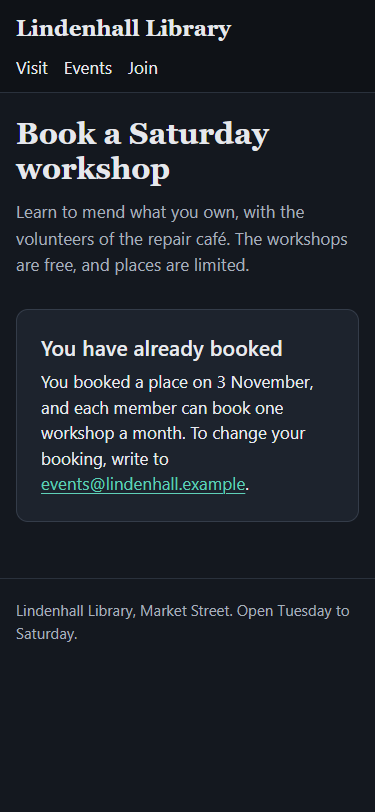 Lindenhall Library
Visit Events Join
Book a Saturday
workshop
Learn to mend what you own, with the
volunteers of the repair café. The workshops
are free, and places are limited.
You have already booked
You booked a place on 3 November,
and each member can book one
workshop a month. To change your
booking, write to
events@lindenhall.example.
Lindenhall Library, Market Street. Open Tuesday to
Saturday.